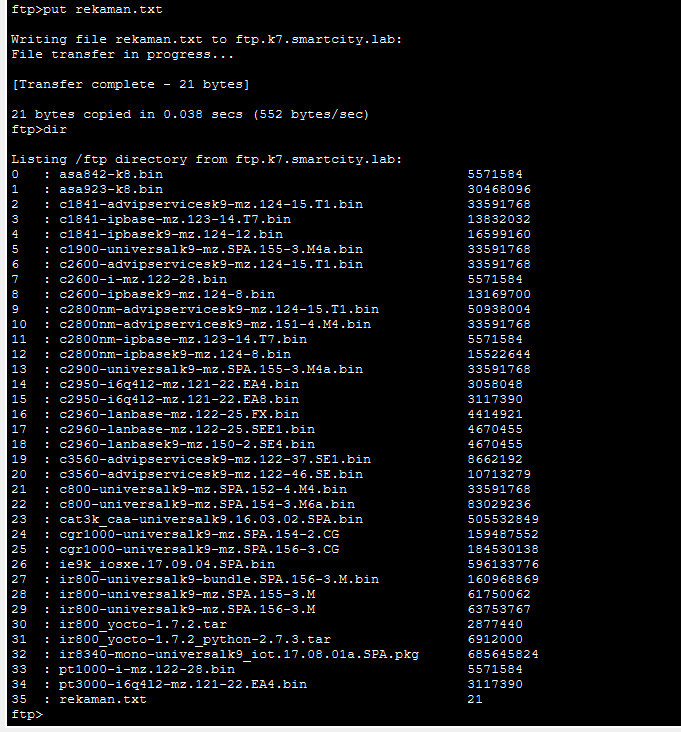 ftp>put rekaman.txt
Writing file rekaman.txt to ftp.k7.smartcity.lab:
File transfer in progress...
[Transfer complete - 21 bytes]
21 bytes copied in 0.038 secs (552 bytes/sec)
ftp>dir
Listing /ftp directory from ftp.k7.smartcity.lab:
0 : asa842-k8.bin 5571584
1 : asa923-k8.bin 30468096
2 : c1841-advipservicesk9-mz.124-15.T1.bin 33591768
3 : c1841-ipbase-mz.123-14.T7.bin 13832032
4 : c1841-ipbasek9-mz.124-12.bin 16599160
5 : c1900-universalk9-mz.SPA.155-3.M4a.bin 33591768
6 : c2600-advipservicesk9-mz.124-15.T1.bin 33591768
7 : c2600-i-mz.122-28.bin 5571584
8 : c2600-ipbasek9-mz.124-8.bin 13169700
9 : c2800nm-advipservicesk9-mz.124-15.T1.bin 50938004
10 : c2800nm-advipservicesk9-mz.151-4.M4.bin 33591768
11 : c2800nm-ipbase-mz.123-14.T7.bin 5571584
12 : c2800nm-ipbasek9-mz.124-8.bin 15522644
13 : c2900-universalk9-mz.SPA.155-3.M4a.bin 33591768
14 : c2950-i6q4l2-mz.121-22.EA4.bin 3058048
15 : c2950-i6q4l2-mz.121-22.EA8.bin 3117390
16 : c2960-lanbase-mz.122-25.FX.bin 4414921
17 : c2960-lanbase-mz.122-25.SEE1.bin 4670455
18 : c2960-lanbasek9-mz.150-2.SE4.bin 4670455
19 : c3560-advipservicesk9-mz.122-37.SE1.bin 8662192
20 : c3560-advipservicesk9-mz.122-46.SE.bin 10713279
21 : c800-universalk9-mz.SPA.152-4.M4.bin 33591768
22 : c800-universalk9-mz.SPA.154-3.M6a.bin 83029236
23 : cat3k_caa-universalk9.16.03.02.SPA.bin 505532849
24 : cgr1000-universalk9-mz.SPA.154-2.CG 159487552
25 : cgr1000-universalk9-mz.SPA.156-3.CG 184530138
26 : ie9k_iosxe.17.09.04.SPA.bin 596133776
27 : ir800-universalk9-bundle.SPA.156-3.M.bin 160968869
28 : ir800-universalk9-mz.SPA.155-3.M 61750062
29 : ir800-universalk9-mz.SPA.156-3.M 63753767
30 : ir800_yocto-1.7.2.tar 2877440
31 : ir800_yocto-1.7.2_python-2.7.3.tar 6912000
32 : ir8340-mono-universalk9_iot.17.08.01a.SPA.pkg 685645824
33 : pt1000-i-mz.122-28.bin 5571584
34 : pt3000-i6q4l2-mz.121-22.EA4.bin 3117390
35 : rekaman.txt 21
ftp>